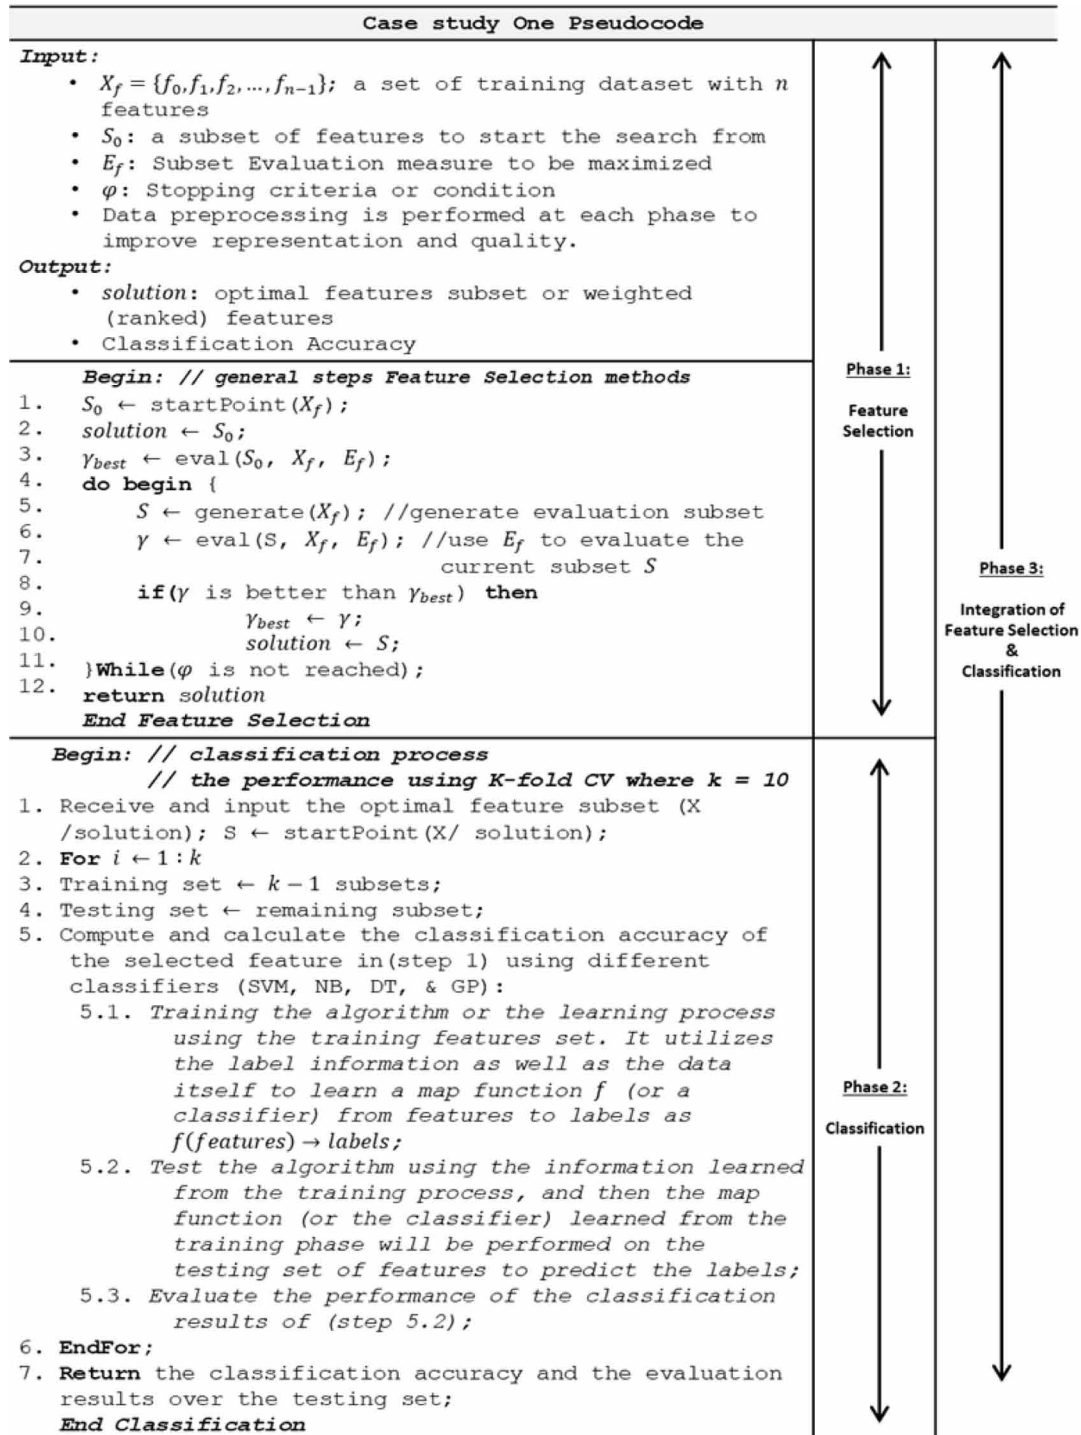 Case study One Pseudocode
Input:
• X_f = {f_0,f_1,f_2,...,f_{n-1}}; a set of training dataset with n
features
• S_0: a subset of features to start the search from
• E_f: Subset Evaluation measure to be maximized
• φ: Stopping criteria or condition
• Data preprocessing is performed at each phase to
improve representation and quality.
Output:
• solution: optimal features subset or weighted
(ranked) features
• Classification Accuracy
Begin: // general steps Feature Selection methods
1. S_0 ← startPoint(X_f);
2. solution ← S_0;
3. γ_best ← eval(S_0, X_f, E_f);
4. do begin {
5. S ← generate(X_f); //generate evaluation subset
6. γ ← eval(S, X_f, E_f); //use E_f to evaluate the
7. current subset S
8. if(γ is better than γ_best) then
9. γ_best ← γ;
10. solution ← S;
11. }While(φ is not reached);
12. return solution
End Feature Selection
Phase 1:
Feature
Selection
Begin: // classification process
// the performance using K-fold CV where k = 10
1. Receive and input the optimal feature subset (X
/solution); S ← startPoint(X/ solution);
2. For i ← 1 : k
3. Training set ← k − 1 subsets;
4. Testing set ← remaining subset;
5. Compute and calculate the classification accuracy of
the selected feature in(step 1) using different
classifiers (SVM, NB, DT, & GP):
5.1. Training the algorithm or the learning process
using the training features set. It utilizes
the label information as well as the data
itself to learn a map function f (or a
classifier) from features to labels as
f(features) → labels;
5.2. Test the algorithm using the information learned
from the training process, and then the map
function (or the classifier) learned from the
training phase will be performed on the
testing set of features to predict the labels;
5.3. Evaluate the performance of the classification
results of (step 5.2);
6. EndFor;
7. Return the classification accuracy and the evaluation
results over the testing set;
End Classification
Phase 2:
Classification
Phase 3:
Integration of
Feature Selection
&
Classification